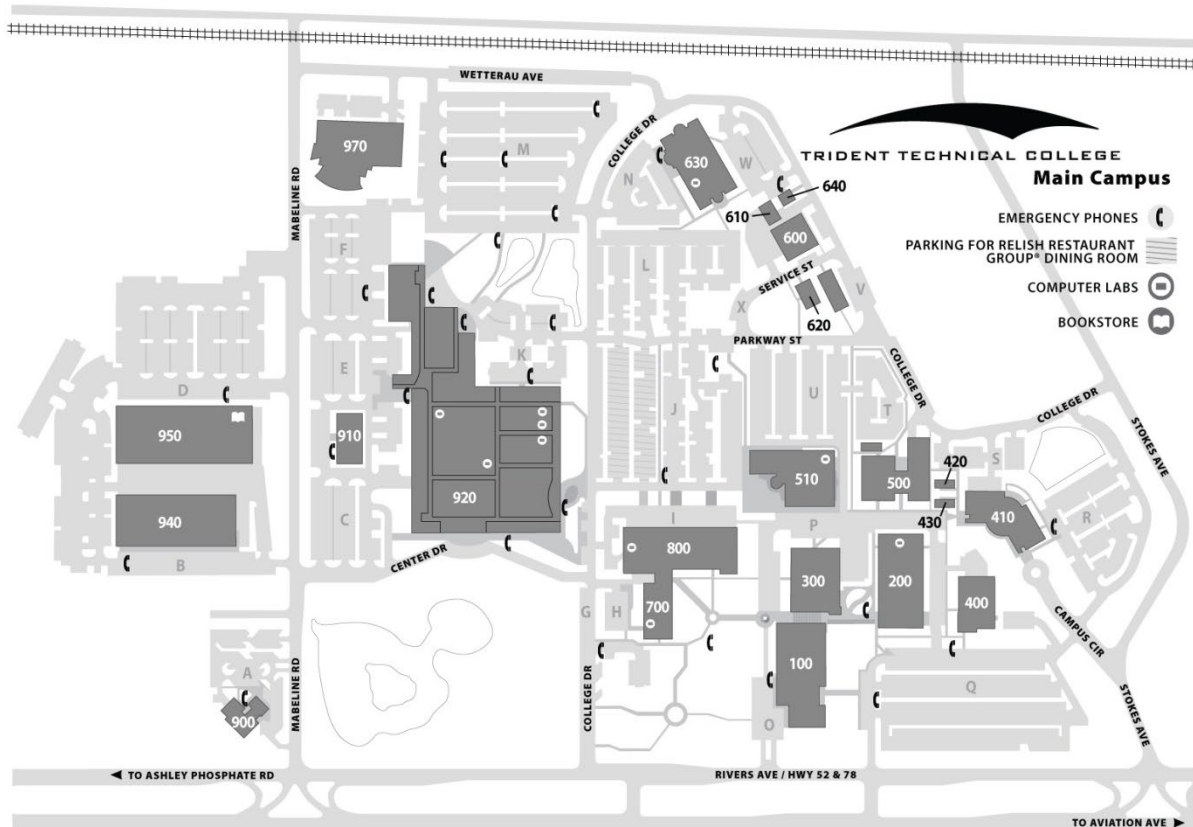 WETTERAU AVE
COLLEGE DR
TRIDENT TECHNICAL COLLEGE
Main Campus
970
M
630
W
640
MABELINE RD
N
610
600
EMERGENCY PHONES
PARKING FOR RELISH RESTAURANT
GROUP® DINING ROOM
COMPUTER LABS
BOOKSTORE
F
L
SERVICE ST
V
X
620
PARKWAY ST
K
E
D
J
U
T
COLLEGE DR
COLLEGE DR
STOKES AVE
950
910
S
510
500
420
920
940
C
I
P
430
410
R
B
CENTER DR
800
300
200
400
G
H
700
CAMPUS CIR
100
A
MABELINE RD
900
COLLEGE DR
O
Q
STOKES AVE
TO ASHLEY PHOSPHATE RD
RIVERS AVE / HWY 52 & 78
TO AVIATION AVE